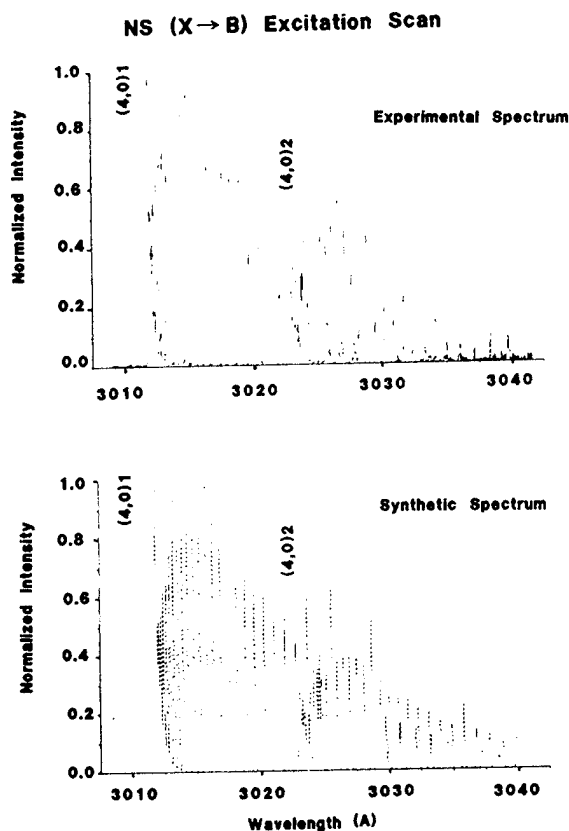 NS (X → B) Excitation Scan
Normalized Intensity
1.0
0.8
0.6
0.4
0.2
0.0
(4,0)1
(4,0)2
Experimental Spectrum
3010 3020 3030 3040
Normalized Intensity
1.0
0.8
0.6
0.4
0.2
0.0
(4,0)1
(4,0)2
Synthetic Spectrum
3010 3020 3030 3040
Wavelength (A)